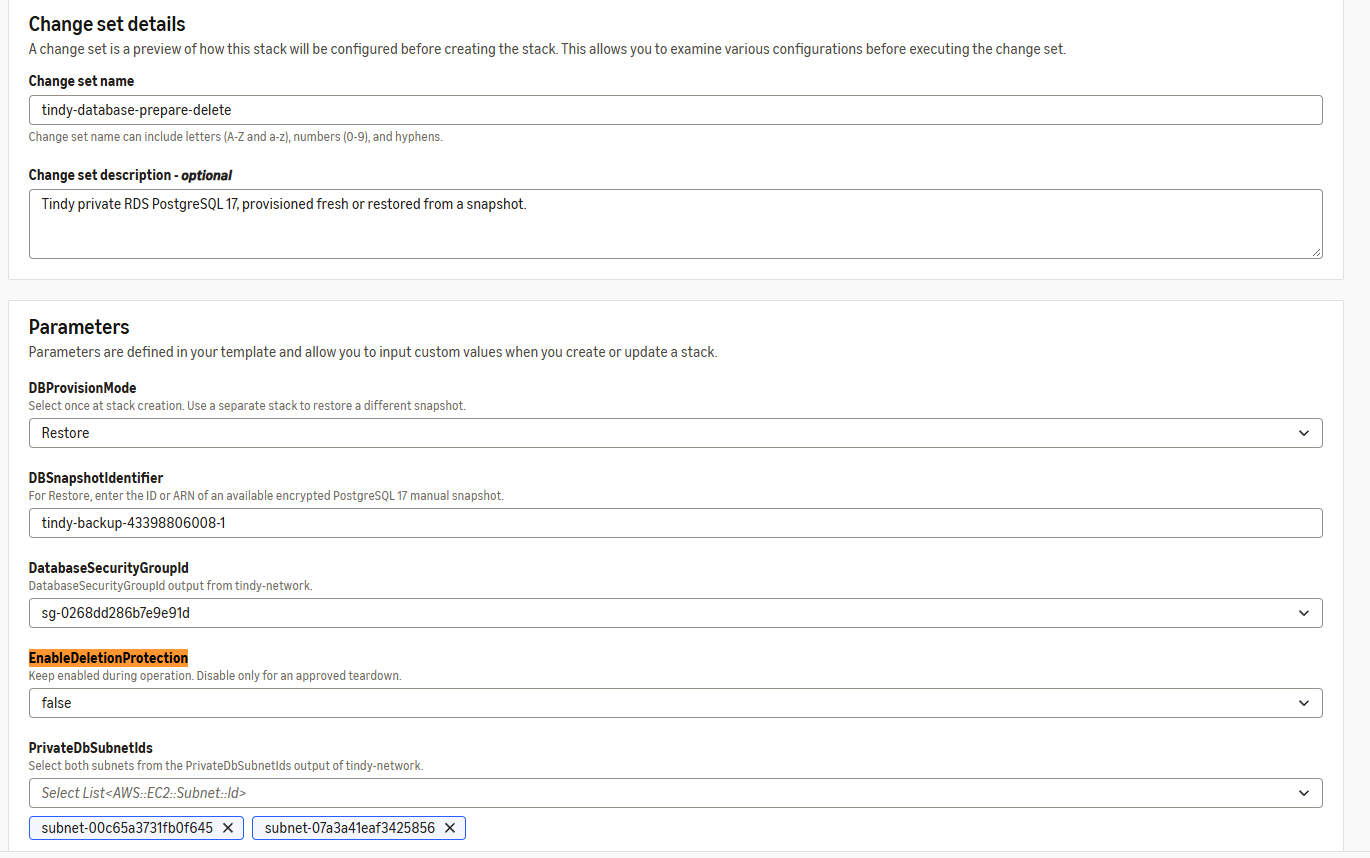 Change set details
A change set is a preview of how this stack will be configured before creating the stack. This allows you to examine various configurations before executing the change set.
Change set name
tindy-database-prepare-delete
Change set name can include letters (A-Z and a-z), numbers (0-9), and hyphens.
Change set description - optional
Tindy private RDS PostgreSQL 17, provisioned fresh or restored from a snapshot.
Parameters
Parameters are defined in your template and allow you to input custom values when you create or update a stack.
DBProvisionMode
Select once at stack creation. Use a separate stack to restore a different snapshot.
Restore
DBSnapshotIdentifier
For Restore, enter the ID or ARN of an available encrypted PostgreSQL 17 manual snapshot.
tindy-backup-43398806008-1
DatabaseSecurityGroupId
DatabaseSecurityGroupId output from tindy-network.
sg-0268dd286b7e9e91d
EnableDeletionProtection
Keep enabled during operation. Disable only for an approved teardown.
false
PrivateDbSubnetIds
Select both subnets from the PrivateDbSubnetIds output of tindy-network.
Select List<AWS::EC2::Subnet::Id>
subnet-00c65a3731fb0f645
subnet-07a3a41eaf3425856